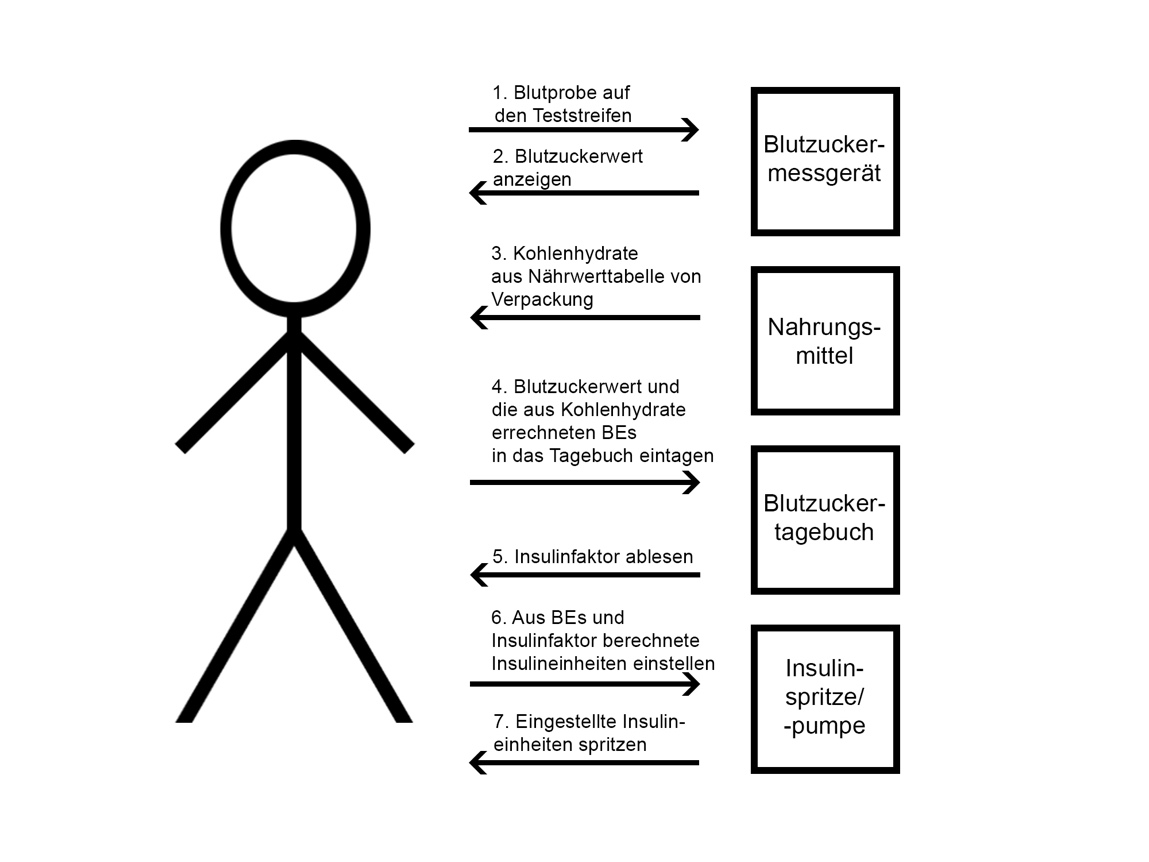 1. Blutprobe auf
den Teststreifen
2. Blutzuckerwert
anzeigen
Blutzucker-
messgerät
3. Kohlenhydrate
aus Nährwerttabelle von
Verpackung
Nahrungs-
mittel
4. Blutzuckerwert und
die aus Kohlenhydrate
errechneten BEs
in das Tagebuch eintagen
5. Insulinfaktor ablesen
Blutzucker-
tagebuch
6. Aus BEs und
Insulinfaktor berechnete
Insulineinheiten einstellen
7. Eingestellte Insulin-
einheiten spritzen
Insulin-
spritze/
-pumpe